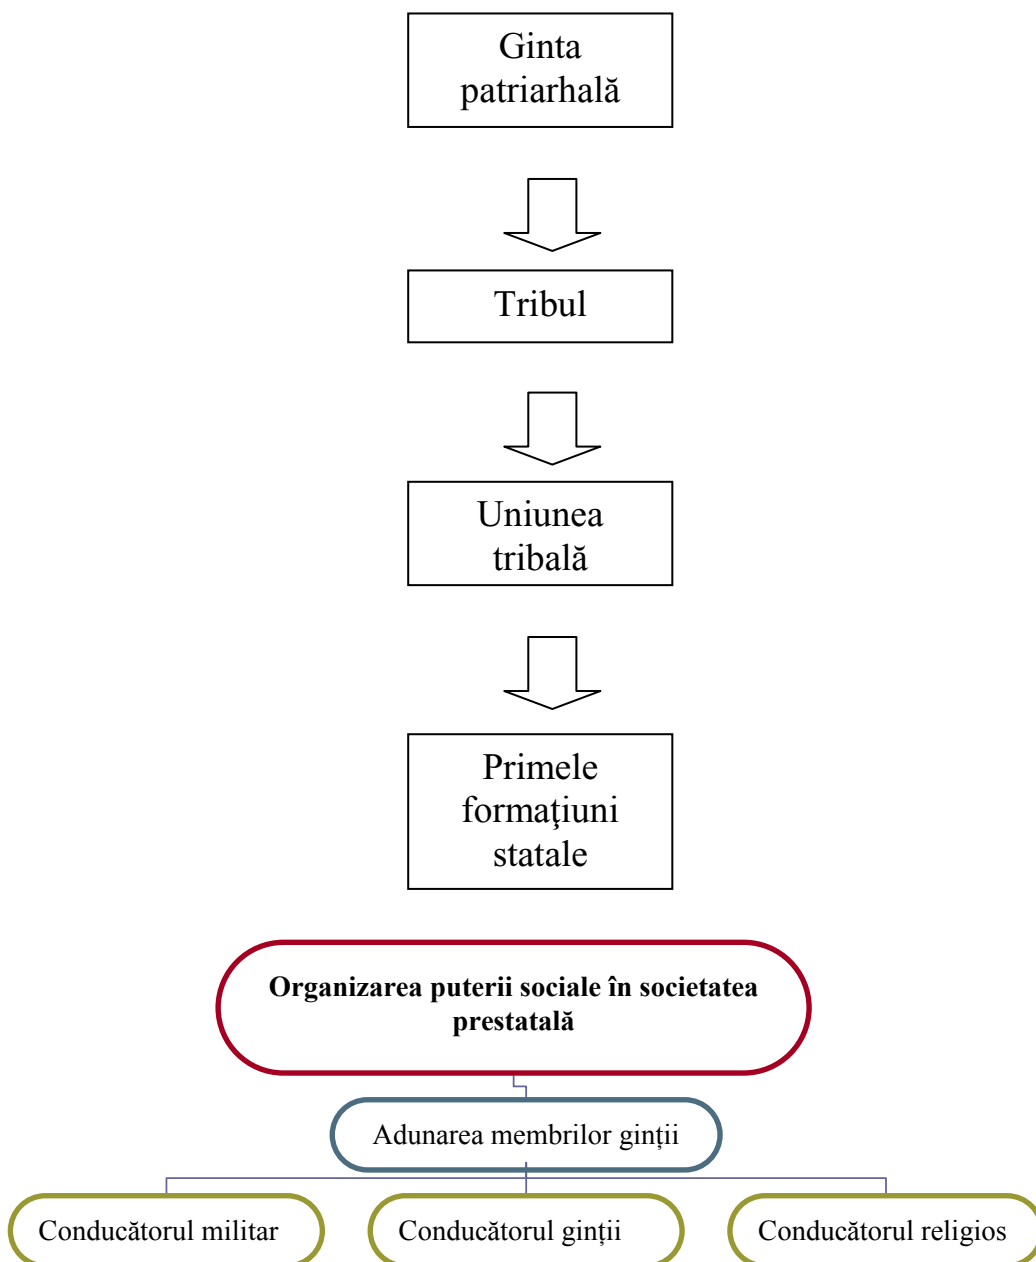 Ginta
patriarhală
Tribul
Uniunea
tribală
Primele
formaţiuni
statale
Organizarea puterii sociale în societatea
prestatală
Adunarea membrilor ginții
Conducătorul militar
Conducătorul ginții
Conducătorul religios